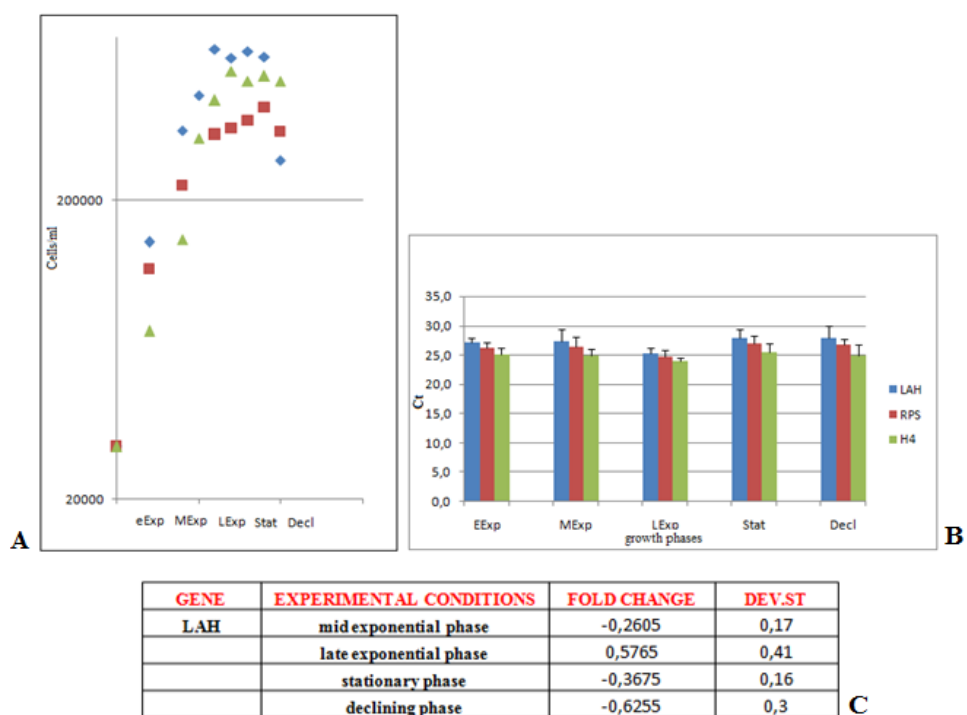 A
200000
Cells/ml
20000
eExp MExp LExp Stat Decl
B
35,0
30,0
25,0
20,0
15,0
10,0
5,0
0,0
Ct
EExp MExp LExp Stat Decl
growth phases
LAH
RPS
H4
GENE EXPERIMENTAL CONDITIONS FOLD CHANGE DEV.ST
LAH mid exponential phase -0,2605 0,17
late exponential phase 0,5765 0,41
stationary phase -0,3675 0,16
declining phase -0,6255 0,3
C